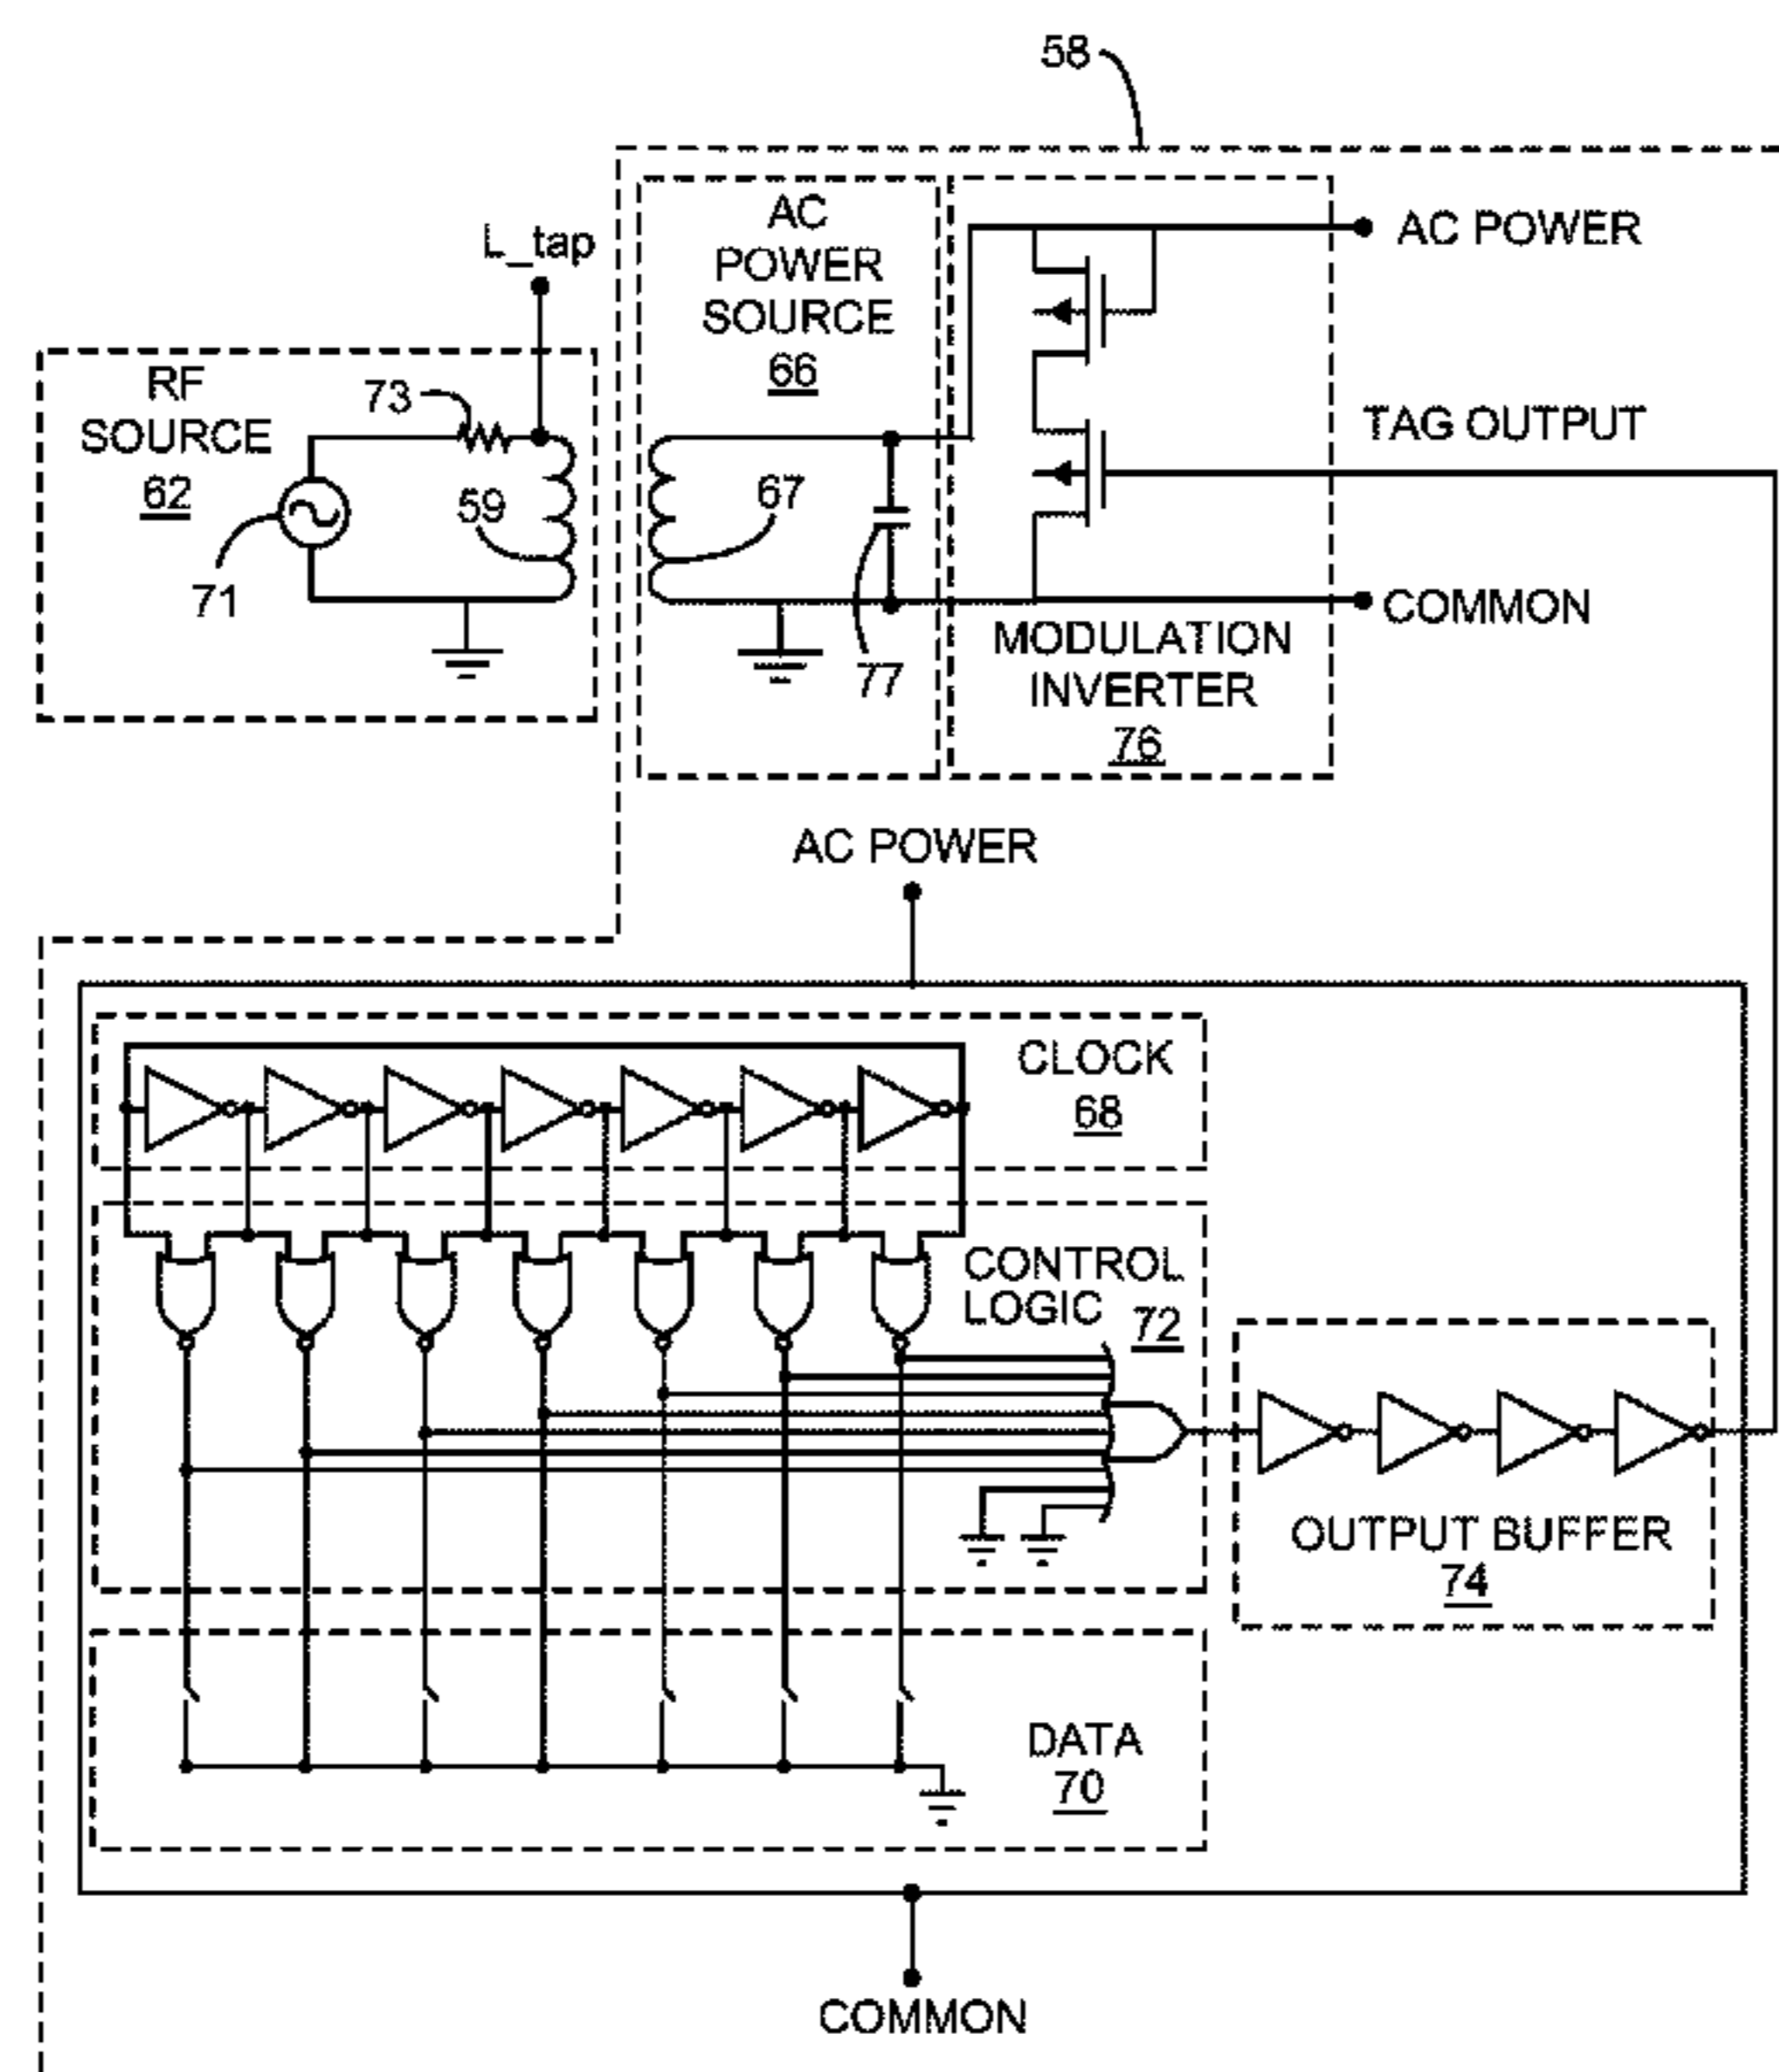 58
L_tap
AC
POWER
SOURCE
66
AC POWER
RF
SOURCE
62
73
59
71
67
77
TAG OUTPUT
COMMON
MODULATION
INVERTER
76
AC POWER
CLOCK
68
CONTROL
LOGIC
72
OUTPUT BUFFER
74
DATA
70
COMMON